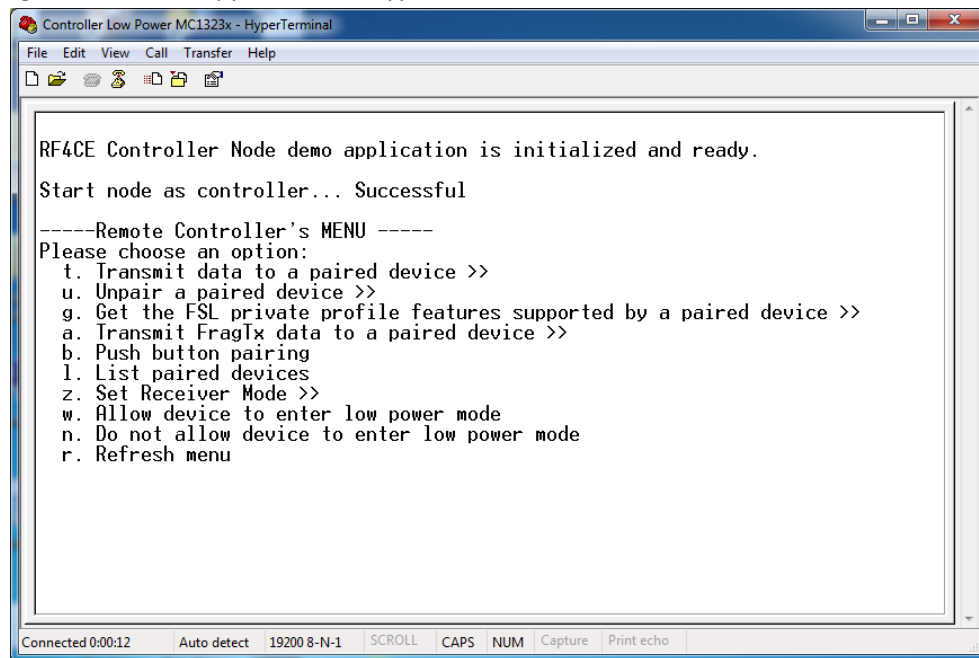 Controller Low Power MC1323x - HyperTerminal
File Edit View Call Transfer Help
RF4CE Controller Node demo application is initialized and ready.
Start node as controller... Successful
-----Remote Controller's MENU -----
Please choose an option:
t. Transmit data to a paired device >>
u. Unpair a paired device >>
g. Get the FSL private profile features supported by a paired device >>
a. Transmit FragTx data to a paired device >>
b. Push button pairing
l. List paired devices
z. Set Receiver Mode >>
w. Allow device to enter low power mode
n. Do not allow device to enter low power mode
r. Refresh menu
Connected 0:00:12 Auto detect 19200 8-N-1 SCROLL CAPS NUM Capture Print echo